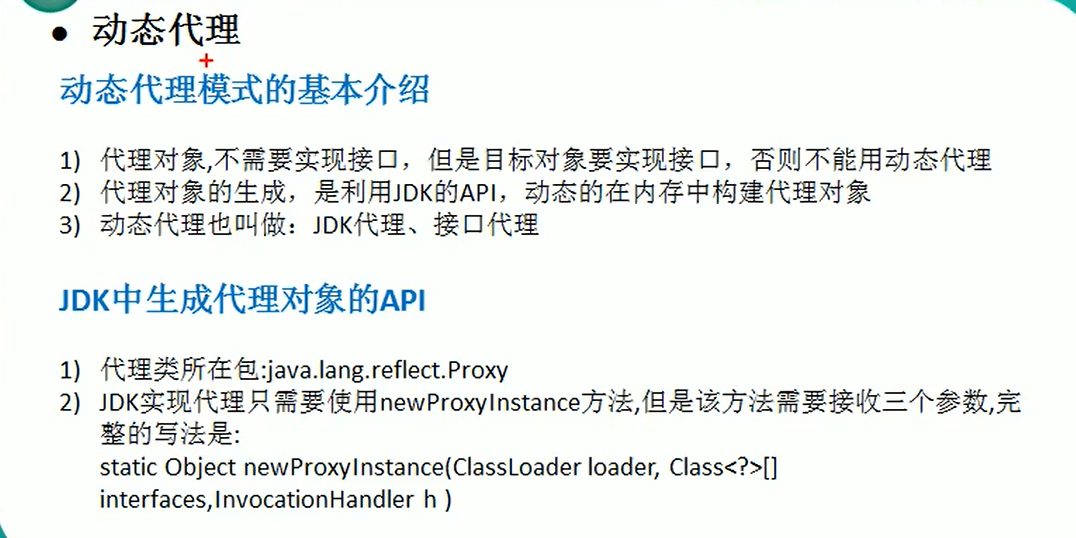 ● 动态代理
动态代理模式的基本介绍
1) 代理对象,不需要实现接口，但是目标对象要实现接口，否则不能用动态代理
2) 代理对象的生成，是利用JDK的API，动态的在内存中构建代理对象
3) 动态代理也叫做：JDK代理、接口代理
JDK中生成代理对象的API
1) 代理类所在包:java.lang.reflect.Proxy
2) JDK实现代理只需要使用newProxyInstance方法,但是该方法需要接收三个参数,完
整的写法是:
static Object newProxyInstance(ClassLoader loader, Class<?>[]
interfaces,InvocationHandler h )